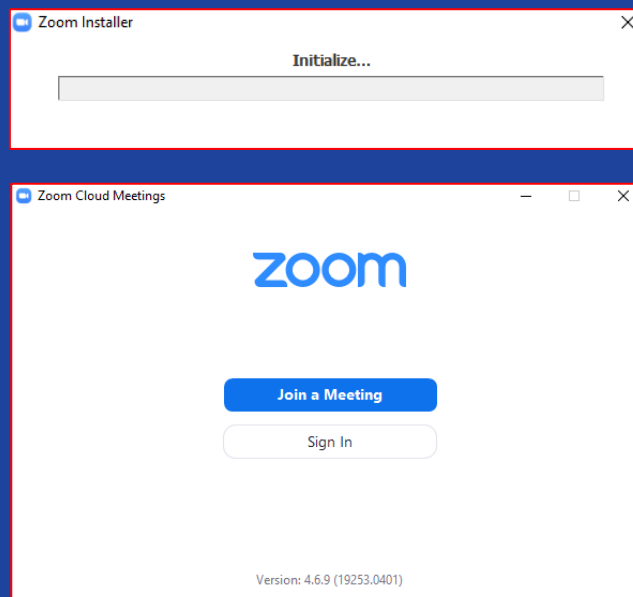 Zoom Installer
Initialize...
Zoom Cloud Meetings
zoom
Join a Meeting
Sign In
Version: 4.6.9 (19253.0401)